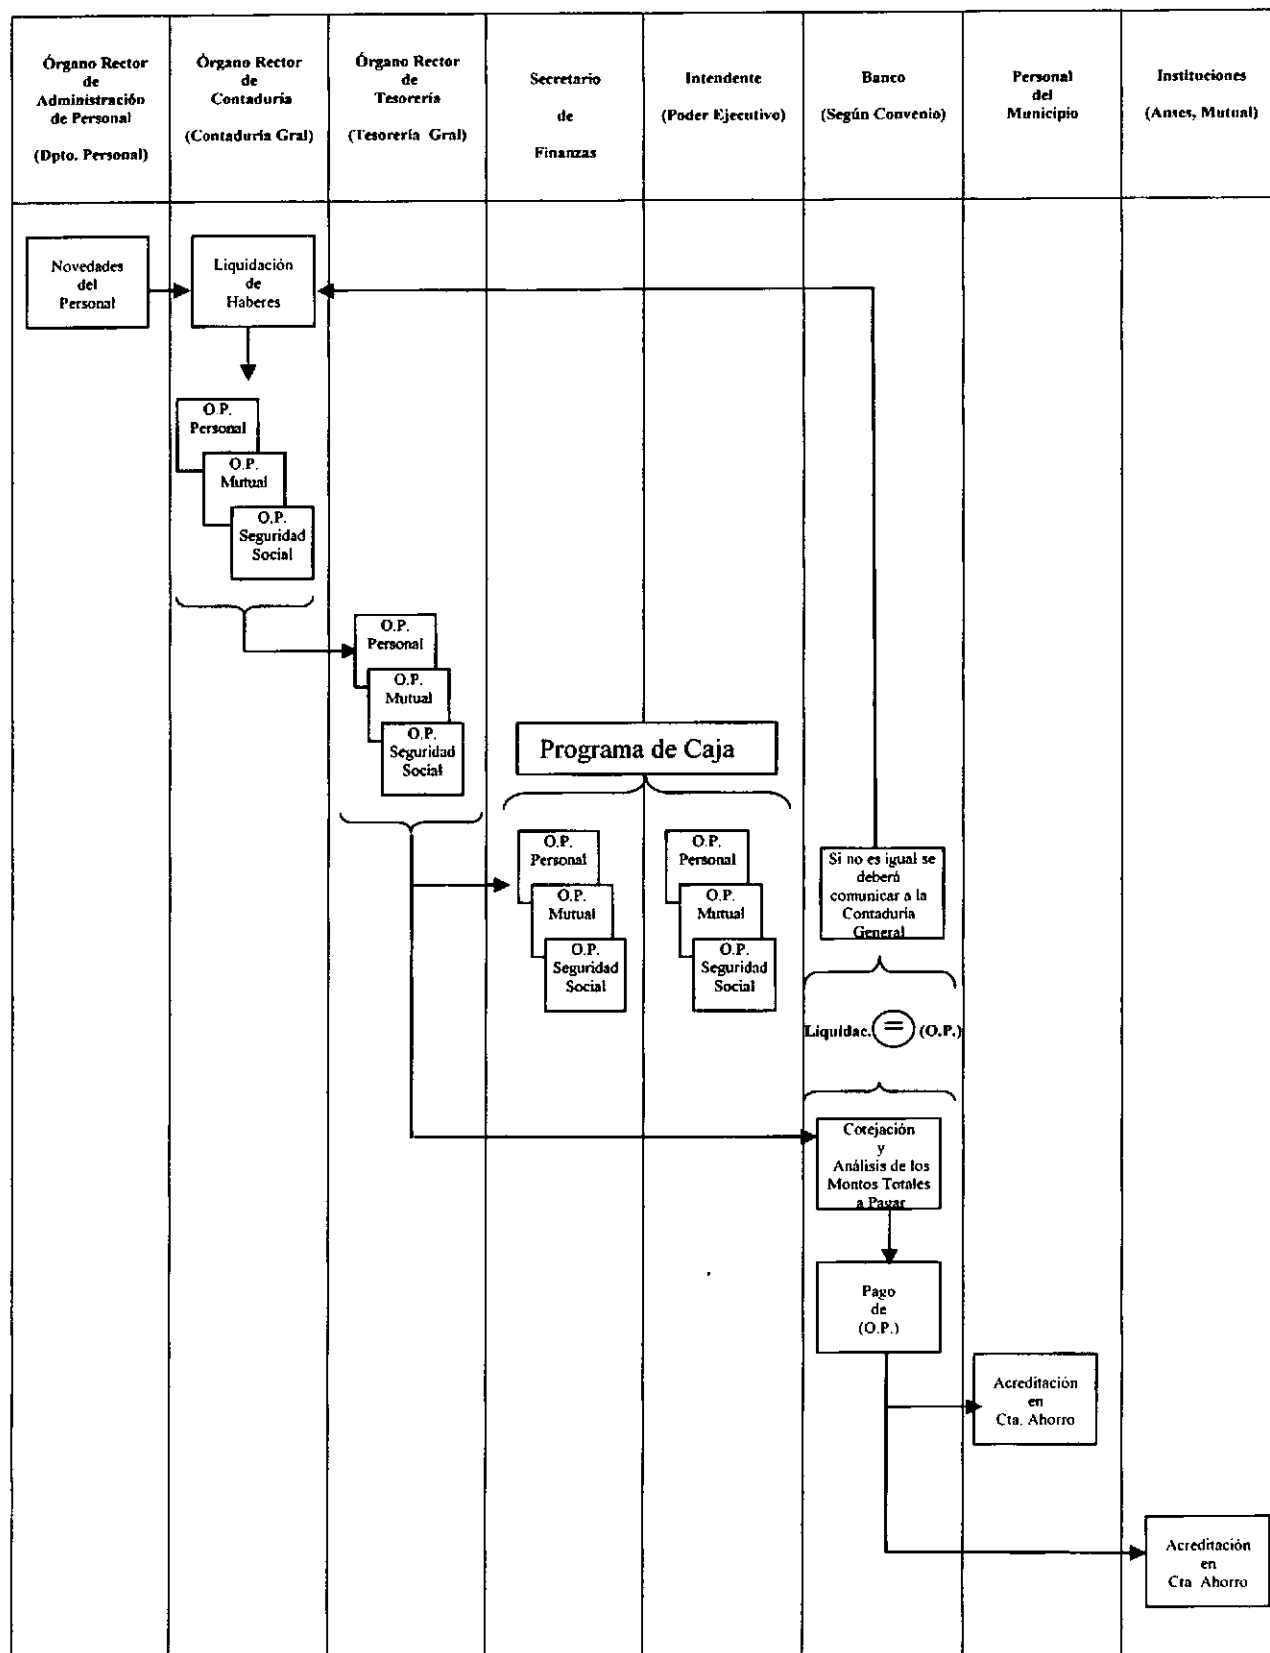 Órgano Rector
de
Administración
de Personal
(Dpto. Personal)
Órgano Rector
de
Contaduría
(Contaduría Gral)
Órgano Rector
de
Tesorería
(Tesorería Gral)
Secretario
de
Finanzas
Intendente
(Poder Ejecutivo)
Banco
(Según Convenio)
Personal
del
Municipio
Instituciones
(Anses, Mutual)
Novedades
del
Personal
Liquidación
de
Haberes
O.P.
Personal
O.P.
Mutual
O.P.
Seguridad
Social
O.P.
Personal
O.P.
Mutual
O.P.
Seguridad
Social
Programa de Caja
O.P.
Personal
O.P.
Mutual
O.P.
Seguridad
Social
O.P.
Personal
O.P.
Mutual
O.P.
Seguridad
Social
Si no es igual se
deberá
comunicar a la
Contaduría
General
Liquidac. = (O.P.)
Cotejación
y
Análisis de los
Montos Totales
a Pagar
Pago
de
(O.P.)
Acreditación
en
Cta. Ahorro
Acreditación
en
Cta Ahorro